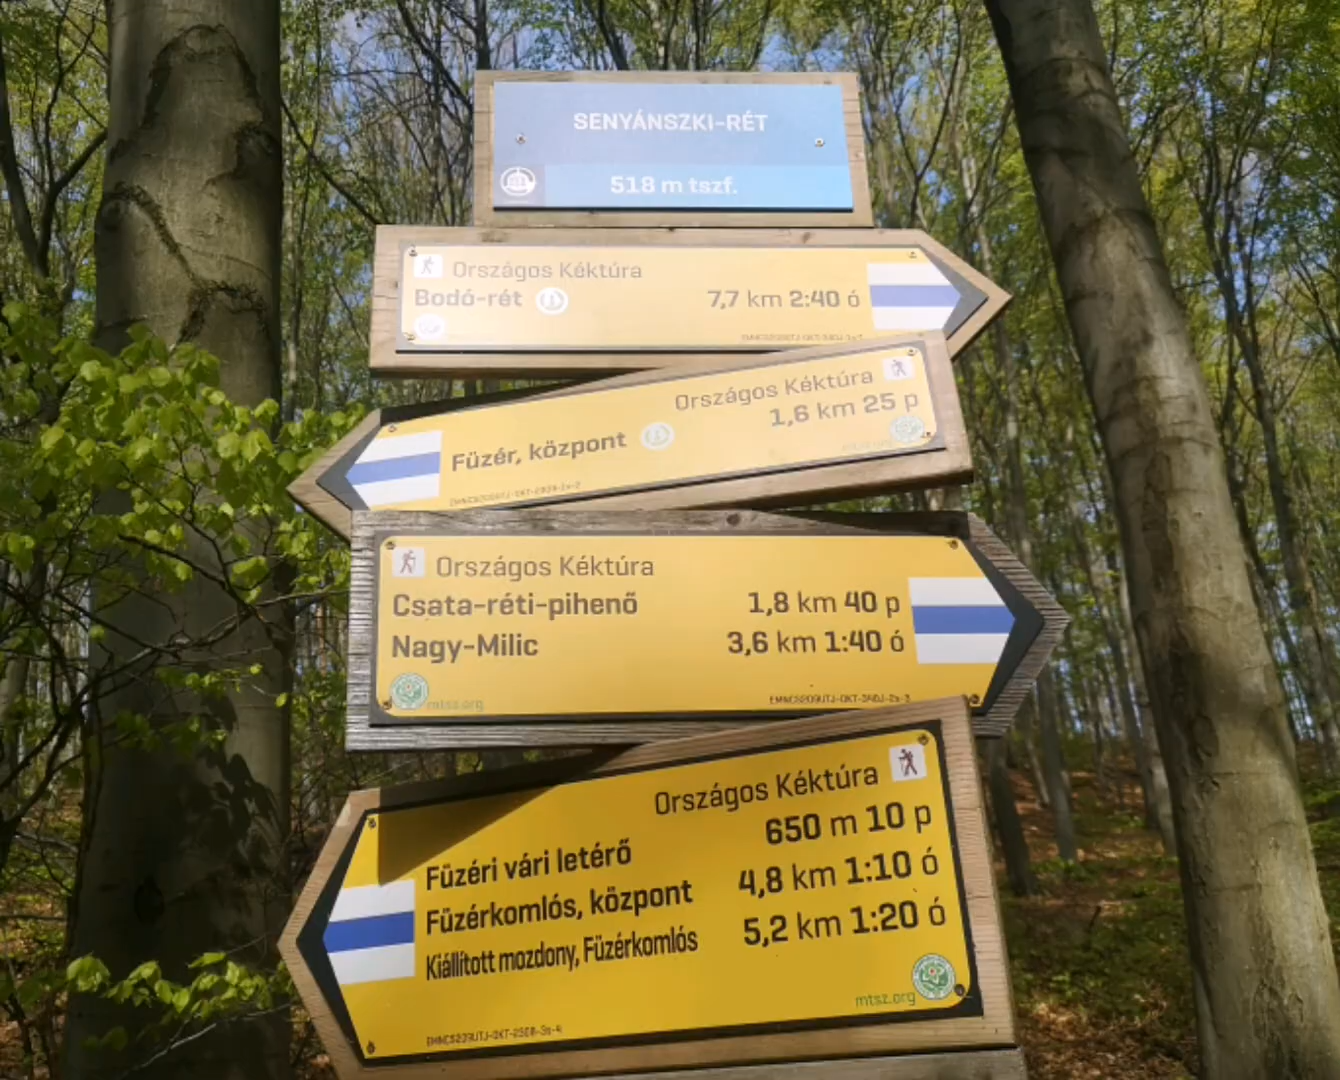 SENYÁNSZKI-RÉT
518 m tszf.
Országos Kéktúra
Bodó-rét 7,7 km 2:40 ó
Országos Kéktúra
Füzér, központ 1,6 km 25 p
Országos Kéktúra
Csata-réti-pihenő 1,8 km 40 p
Nagy-Milic 3,6 km 1:40 ó
mtsz.org
Országos Kéktúra
Füzéri vári letérő 650 m 10 p
Füzérkomlós, központ 4,8 km 1:10 ó
Kiállított mozdony, Füzérkomlós 5,2 km 1:20 ó
mtsz.org